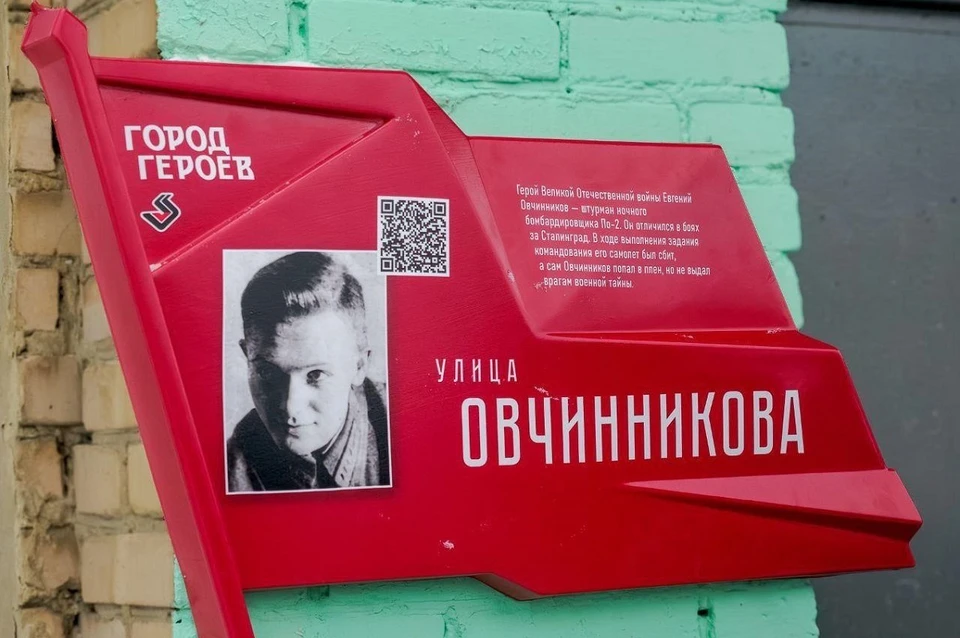 ГОРОД
ГЕРОЕВ
Герой Великой Отечественной войны Евгений
Овчинников — штурман ночного
бомбардировщика По-2. Он отличился в боях
за Сталинград. В ходе выполнения задания
командования его самолет был сбит,
а сам Овчинников попал в плен, но не выдал
врагам военной тайны.
УЛИЦА
ОВЧИННИКОВА